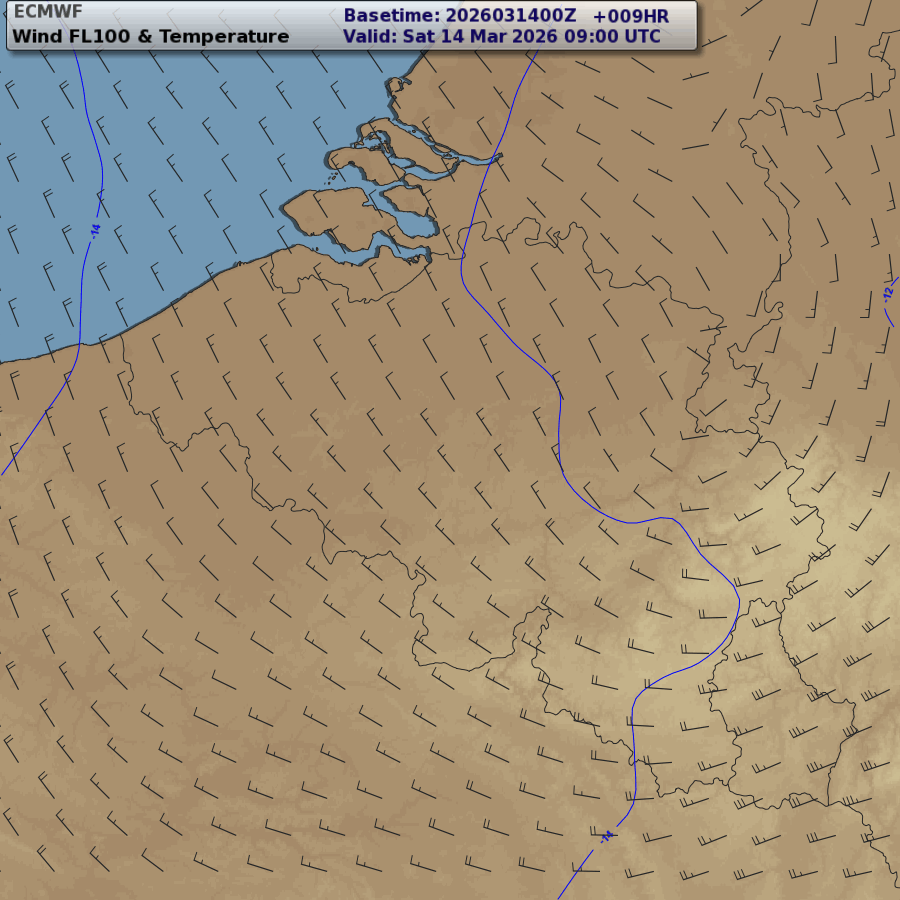 ECMWF
Basetime: 2026031400Z +009HR
Wind FL100 & Temperature
Valid: Sat 14 Mar 2026 09:00 UTC
-14
-12
-14